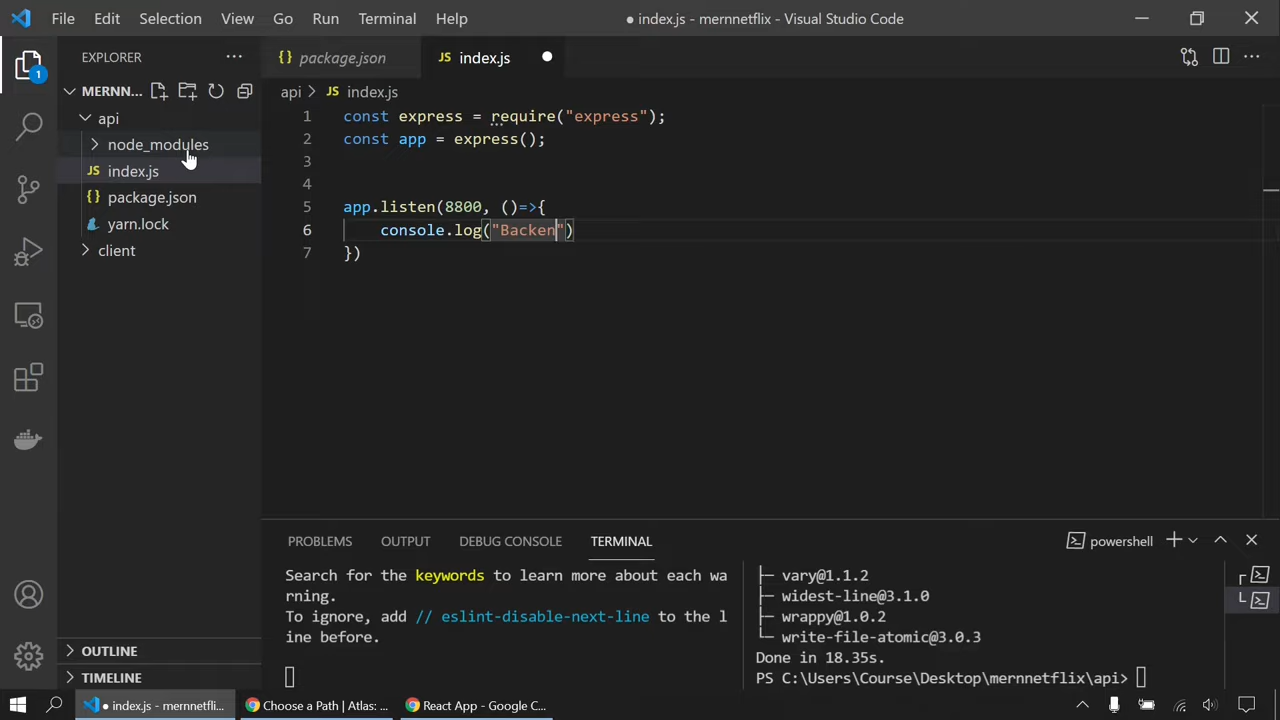 File Edit Selection View Go Run Terminal Help
● index.js - mernnetflix - Visual Studio Code
EXPLORER
MERNN...
api
node_modules
JS index.js
{} package.json
yarn.lock
client
OUTLINE
TIMELINE
1
{} package.json
JS index.js
api > JS index.js
1 const express = require("express");
2 const app = express();
3
4
5 app.listen(8800, ()=>{
6 console.log("Backen")
7 })
PROBLEMS OUTPUT DEBUG CONSOLE TERMINAL
powershell
Search for the keywords to learn more about each wa
rning.
To ignore, add // eslint-disable-next-line to the l
ine before.
├─ vary@1.1.2
├─ widest-line@3.1.0
├─ wrappy@1.0.2
└─ write-file-atomic@3.0.3
Done in 18.35s.
PS C:\Users\Course\Desktop\mernnetflix\api>
● index.js - mernnetfli...
Choose a Path | Atlas: ...
React App - Google C...